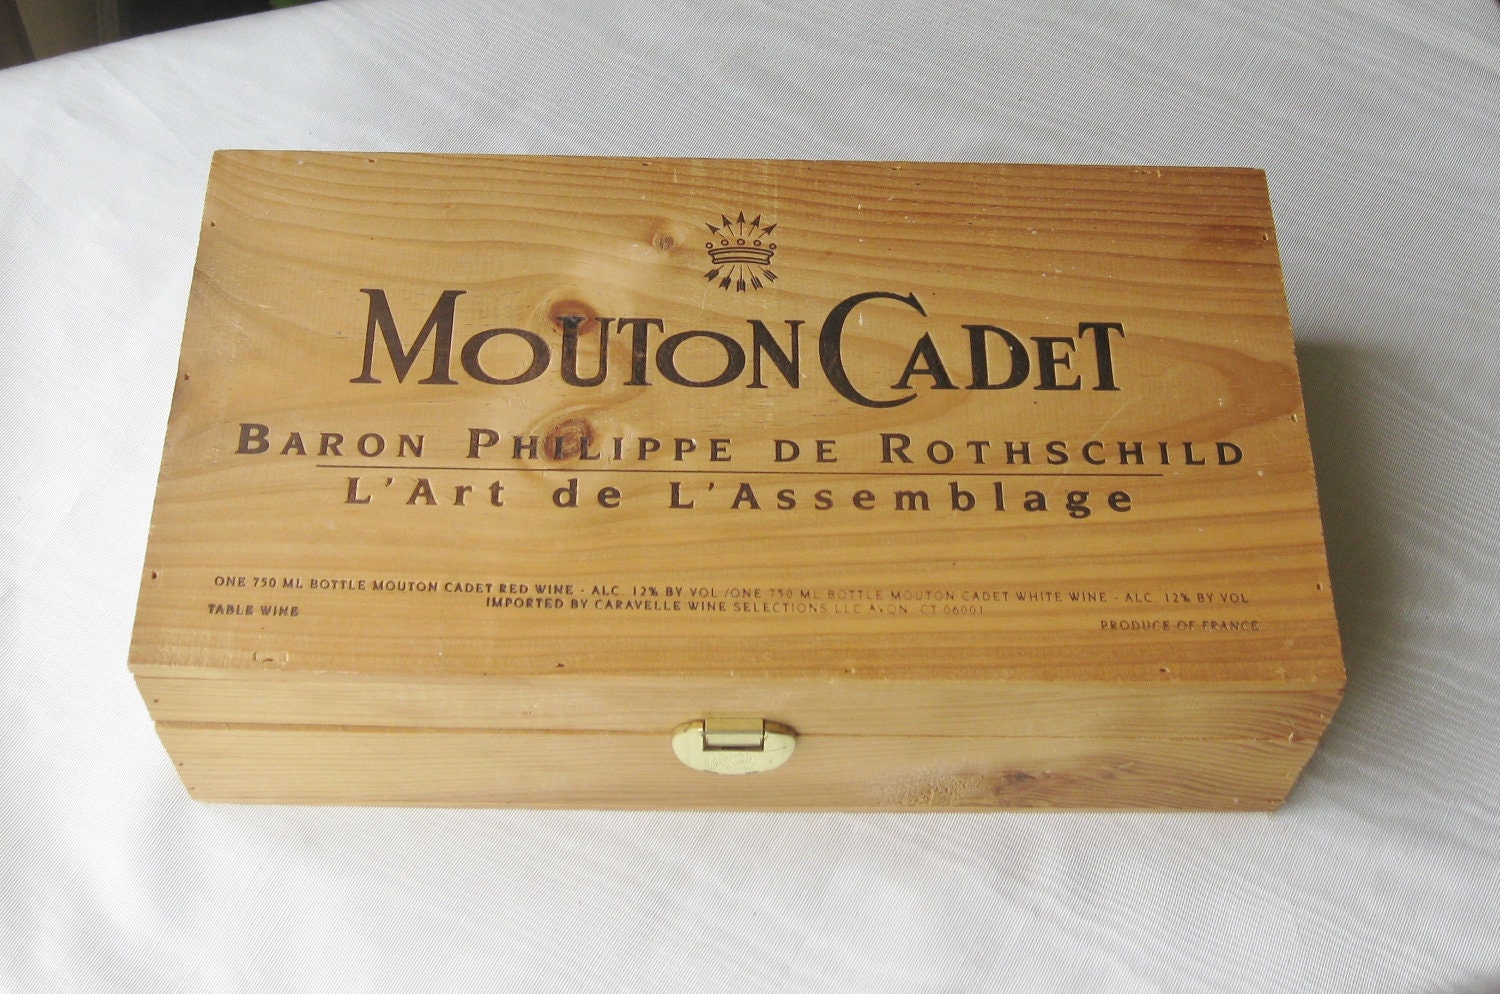 MOUTON CADET
BARON PHILIPPE DE ROTHSCHILD
L'Art de L'Assemblage
ONE 750 ML BOTTLE MOUTON CADET RED WINE - ALC. 12% BY VOL./ONE 750 ML BOTTLE MOUTON CADET WHITE WINE - ALC. 12% BY VOL
IMPORTED BY CARAVELLE WINE SELECTIONS LLC AVON, CT 06001
TABLE WINE
PRODUCE OF FRANCE